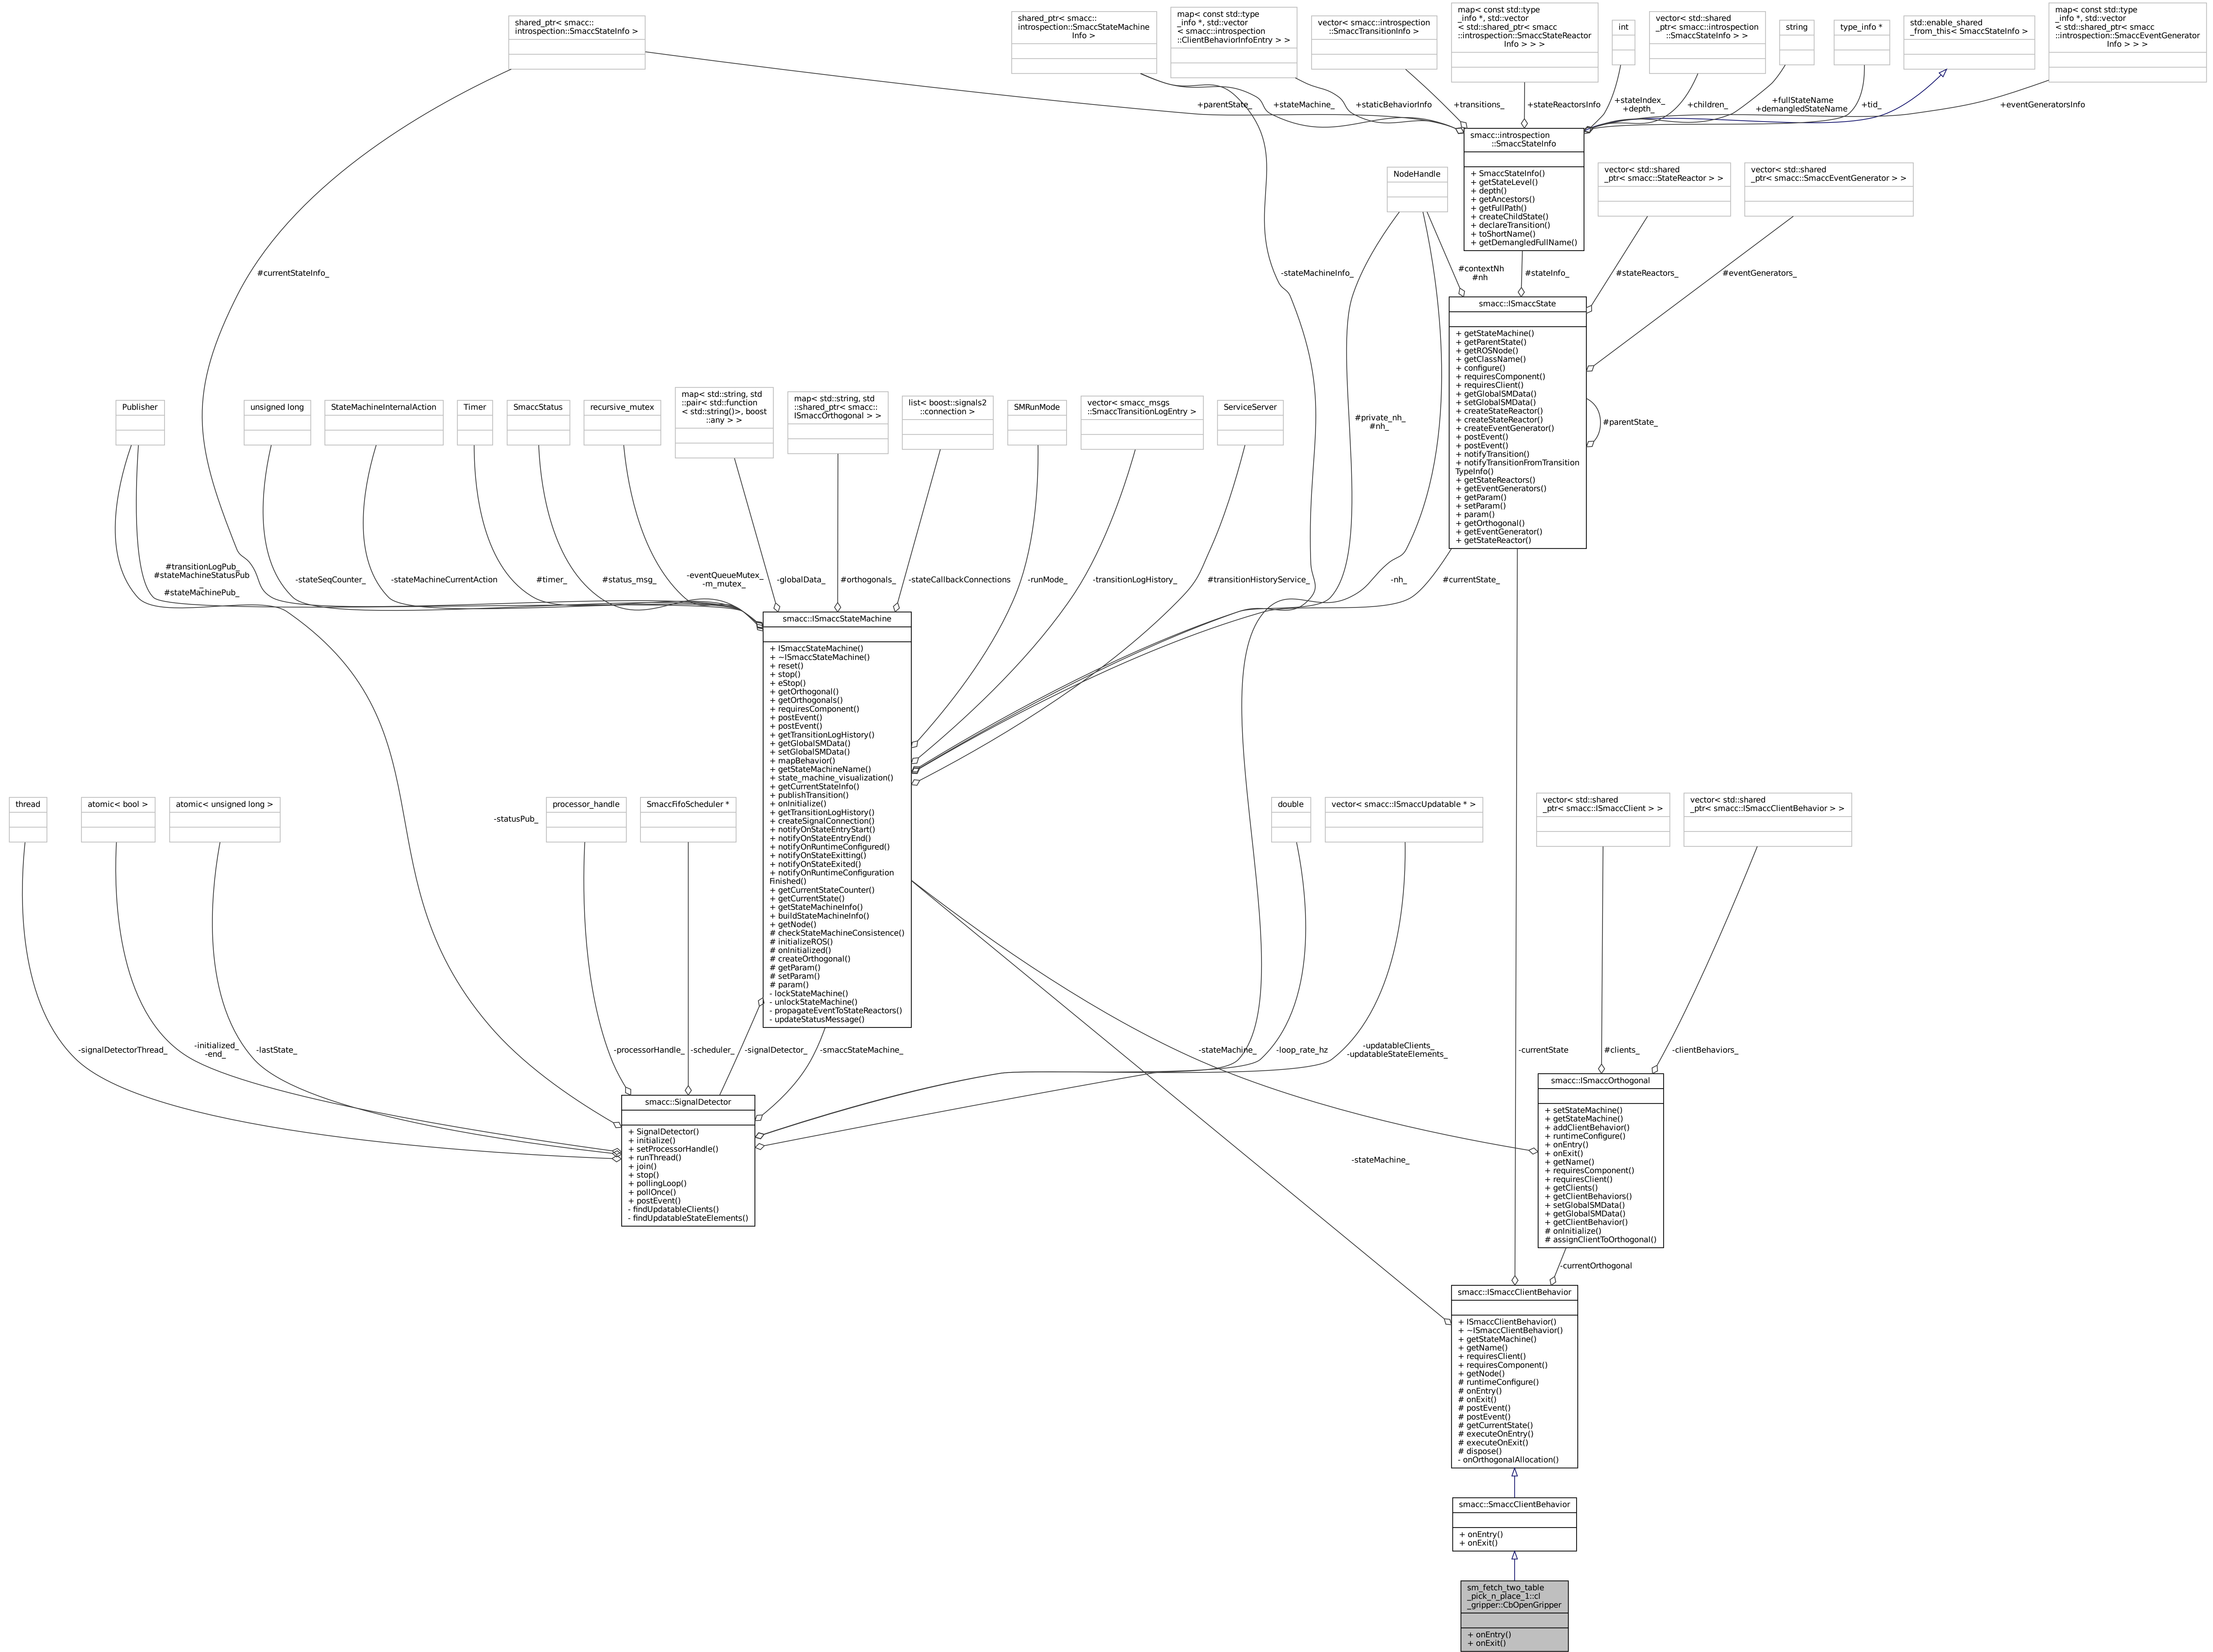 shared_ptr< smacc::
introspection::SmaccStateInfo >
shared_ptr< smacc::
introspection::SmaccStateMachine
Info >
map< const std::type
_info *, std::vector
< smacc::introspection
::ClientBehaviorInfoEntry > >
vector< smacc::introspection
::SmaccTransitionInfo >
map< const std::type
_info *, std::vector
< std::shared_ptr< smacc
::introspection::SmaccStateReactor
Info > > >
int
vector< std::shared
_ptr< smacc::introspection
::SmaccStateInfo > >
string
type_info *
std::enable_shared
_from_this< SmaccStateInfo >
map< const std::type
_info *, std::vector
< std::shared_ptr< smacc
::introspection::SmaccEventGenerator
Info > > >
+parentState_
+stateMachine_
+staticBehaviorInfo
+transitions_
+stateReactorsInfo
+stateIndex_
+depth_
+children_
+fullStateName
+demangledStateName
+tid_
+eventGeneratorsInfo
smacc::introspection
::SmaccStateInfo
+ SmaccStateInfo()
+ getStateLevel()
+ depth()
+ getAncestors()
+ getFullPath()
+ createChildState()
+ declareTransition()
+ toShortName()
+ getDemangledFullName()
NodeHandle
vector< std::shared
_ptr< smacc::StateReactor > >
vector< std::shared
_ptr< smacc::SmaccEventGenerator > >
#currentStateInfo_
-stateMachineInfo_
#contextNh
#nh
#stateInfo_
#stateReactors_
#eventGenerators_
smacc::ISmaccState
+ getStateMachine()
+ getParentState()
+ getROSNode()
+ getClassName()
+ configure()
+ requiresComponent()
+ requiresClient()
+ getGlobalSMData()
+ setGlobalSMData()
+ createStateReactor()
+ createStateReactor()
+ createEventGenerator()
+ postEvent()
+ postEvent()
+ notifyTransition()
+ notifyTransitionFromTransition
TypeInfo()
+ getStateReactors()
+ getEventGenerators()
+ getParam()
+ setParam()
+ param()
+ getOrthogonal()
+ getEventGenerator()
+ getStateReactor()
#parentState_
Publisher
unsigned long
StateMachineInternalAction
Timer
SmaccStatus
recursive_mutex
map< std::string, std
::pair< std::function
< std::string()>, boost
::any > >
map< std::string, std
::shared_ptr< smacc::
ISmaccOrthogonal > >
list< boost::signals2
::connection >
SMRunMode
vector< smacc_msgs
::SmaccTransitionLogEntry >
ServiceServer
#private_nh_
#nh_
#transitionLogPub_
#stateMachineStatusPub
_
#stateMachinePub_
-stateSeqCounter_
-stateMachineCurrentAction
#timer_
#status_msg_
-eventQueueMutex_
-m_mutex_
-globalData_
#orthogonals_
-stateCallbackConnections
-runMode_
-transitionLogHistory_
#transitionHistoryService_
-nh_
#currentState_
smacc::ISmaccStateMachine
+ ISmaccStateMachine()
+ ~ISmaccStateMachine()
+ reset()
+ stop()
+ eStop()
+ getOrthogonal()
+ getOrthogonals()
+ requiresComponent()
+ postEvent()
+ postEvent()
+ getTransitionLogHistory()
+ getGlobalSMData()
+ setGlobalSMData()
+ mapBehavior()
+ getStateMachineName()
+ state_machine_visualization()
+ getCurrentStateInfo()
+ publishTransition()
+ onInitialize()
+ getTransitionLogHistory()
+ createSignalConnection()
+ notifyOnStateEntryStart()
+ notifyOnStateEntryEnd()
+ notifyOnRuntimeConfigured()
+ notifyOnStateExitting()
+ notifyOnStateExited()
+ notifyOnRuntimeConfiguration
Finished()
+ getCurrentStateCounter()
+ getCurrentState()
+ getStateMachineInfo()
+ buildStateMachineInfo()
+ getNode()
# checkStateMachineConsistence()
# initializeROS()
# onInitialized()
# createOrthogonal()
# getParam()
# setParam()
# param()
- lockStateMachine()
- unlockStateMachine()
- propagateEventToStateReactors()
- updateStatusMessage()
thread
atomic< bool >
atomic< unsigned long >
-statusPub_
processor_handle
SmaccFifoScheduler *
double
vector< smacc::ISmaccUpdatable * >
vector< std::shared
_ptr< smacc::ISmaccClient > >
vector< std::shared
_ptr< smacc::ISmaccClientBehavior > >
-signalDetectorThread_
-initialized_
-end_
-lastState_
-processorHandle_
-scheduler_
-signalDetector_
-smaccStateMachine_
-stateMachine_
-loop_rate_hz
-updatableClients_
-updatableStateElements_
-currentState
#clients_
-clientBehaviors_
smacc::SignalDetector
+ SignalDetector()
+ initialize()
+ setProcessorHandle()
+ runThread()
+ join()
+ stop()
+ pollingLoop()
+ pollOnce()
+ postEvent()
- findUpdatableClients()
- findUpdatableStateElements()
smacc::ISmaccOrthogonal
+ setStateMachine()
+ getStateMachine()
+ addClientBehavior()
+ runtimeConfigure()
+ onEntry()
+ onExit()
+ getName()
+ requiresComponent()
+ requiresClient()
+ getClients()
+ getClientBehaviors()
+ setGlobalSMData()
+ getGlobalSMData()
+ getClientBehavior()
# onInitialize()
# assignClientToOrthogonal()
-stateMachine_
-currentOrthogonal
smacc::ISmaccClientBehavior
+ ISmaccClientBehavior()
+ ~ISmaccClientBehavior()
+ getStateMachine()
+ getName()
+ requiresClient()
+ requiresComponent()
+ getNode()
# runtimeConfigure()
# onEntry()
# onExit()
# postEvent()
# postEvent()
# getCurrentState()
# executeOnEntry()
# executeOnExit()
# dispose()
- onOrthogonalAllocation()
smacc::SmaccClientBehavior
+ onEntry()
+ onExit()
sm_fetch_two_table
_pick_n_place_1::cl
_gripper::CbOpenGripper
+ onEntry()
+ onExit()